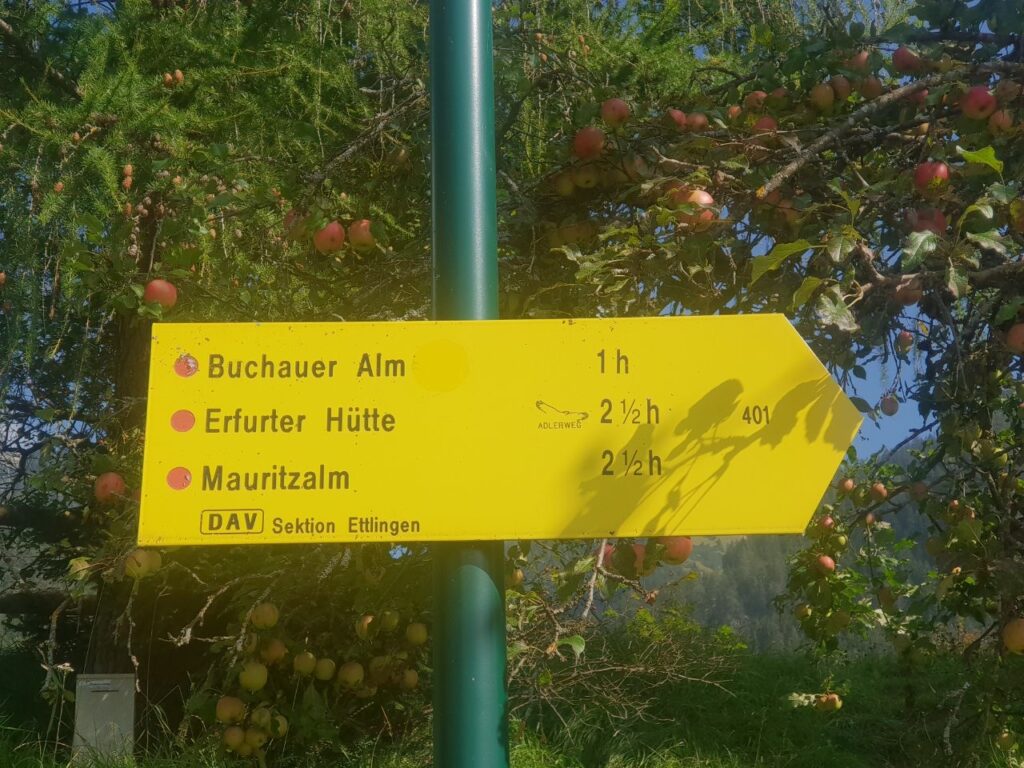 Buchauer Alm 1 h
Erfurter Hütte ADLERWEG 2 ½ h 401
Mauritzalm 2 ½ h
DAV Sektion Ettlingen